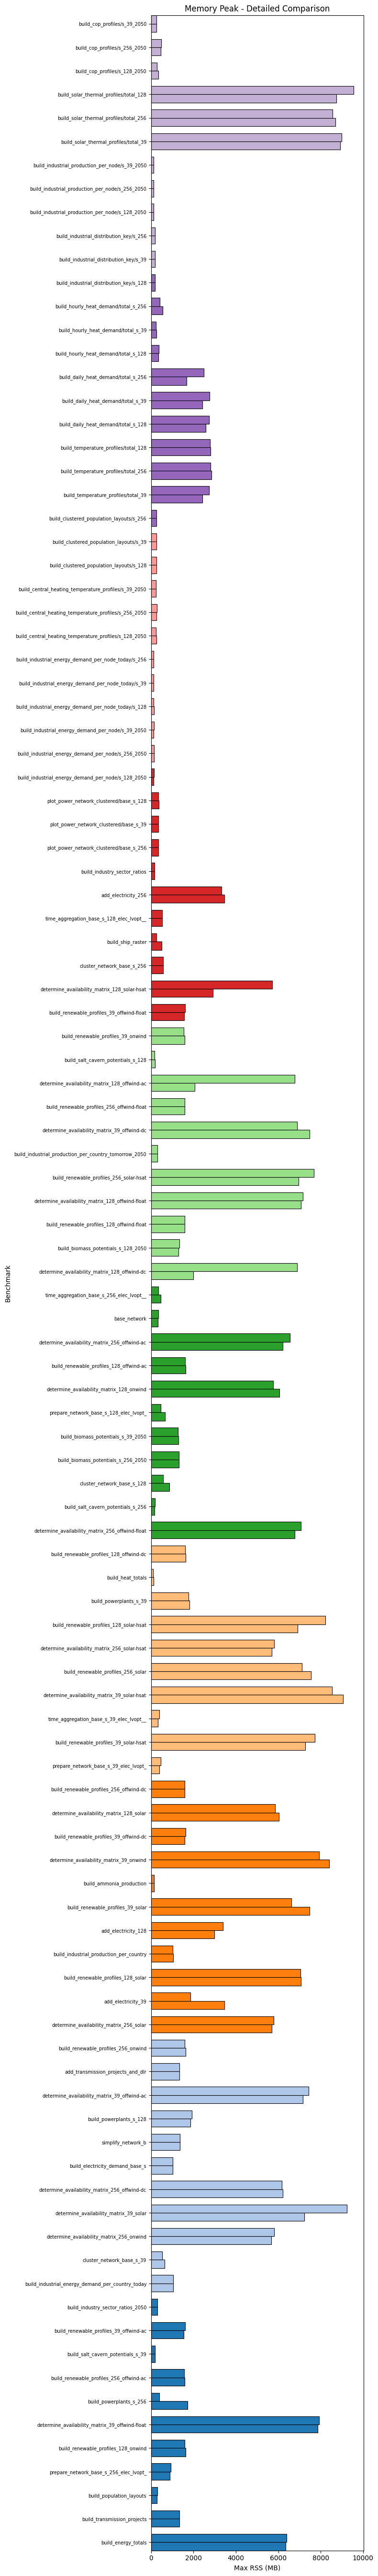 Memory Peak - Detailed Comparison
build_cop_profiles/s_39_2050
build_cop_profiles/s_256_2050
build_cop_profiles/s_128_2050
build_solar_thermal_profiles/total_128
build_solar_thermal_profiles/total_256
build_solar_thermal_profiles/total_39
build_industrial_production_per_node/s_39_2050
build_industrial_production_per_node/s_256_2050
build_industrial_production_per_node/s_128_2050
build_industrial_distribution_key/s_256
build_industrial_distribution_key/s_39
build_industrial_distribution_key/s_128
build_hourly_heat_demand/total_s_256
build_hourly_heat_demand/total_s_39
build_hourly_heat_demand/total_s_128
build_daily_heat_demand/total_s_256
build_daily_heat_demand/total_s_39
build_daily_heat_demand/total_s_128
build_temperature_profiles/total_128
build_temperature_profiles/total_256
build_temperature_profiles/total_39
build_clustered_population_layouts/s_256
build_clustered_population_layouts/s_39
build_clustered_population_layouts/s_128
build_central_heating_temperature_profiles/s_39_2050
build_central_heating_temperature_profiles/s_256_2050
build_central_heating_temperature_profiles/s_128_2050
build_industrial_energy_demand_per_node_today/s_256
build_industrial_energy_demand_per_node_today/s_39
build_industrial_energy_demand_per_node_today/s_128
build_industrial_energy_demand_per_node/s_39_2050
build_industrial_energy_demand_per_node/s_256_2050
build_industrial_energy_demand_per_node/s_128_2050
plot_power_network_clustered/base_s_128
plot_power_network_clustered/base_s_39
plot_power_network_clustered/base_s_256
build_industry_sector_ratios
add_electricity_256
time_aggregation_base_s_128_elec_lvopt__
build_ship_raster
cluster_network_base_s_256
determine_availability_matrix_128_solar-hsat
build_renewable_profiles_39_offwind-float
build_renewable_profiles_39_onwind
build_salt_cavern_potentials_s_128
determine_availability_matrix_128_offwind-ac
build_renewable_profiles_256_offwind-float
determine_availability_matrix_39_offwind-dc
build_industrial_production_per_country_tomorrow_2050
build_renewable_profiles_256_solar-hsat
determine_availability_matrix_128_offwind-float
build_renewable_profiles_128_offwind-float
build_biomass_potentials_s_128_2050
determine_availability_matrix_128_offwind-dc
time_aggregation_base_s_256_elec_lvopt__
base_network
determine_availability_matrix_256_offwind-ac
build_renewable_profiles_128_offwind-ac
determine_availability_matrix_128_onwind
prepare_network_base_s_128_elec_lvopt_
build_biomass_potentials_s_39_2050
build_biomass_potentials_s_256_2050
cluster_network_base_s_128
build_salt_cavern_potentials_s_256
determine_availability_matrix_256_offwind-float
build_renewable_profiles_128_offwind-dc
build_heat_totals
build_powerplants_s_39
build_renewable_profiles_128_solar-hsat
determine_availability_matrix_256_solar-hsat
build_renewable_profiles_256_solar
determine_availability_matrix_39_solar-hsat
time_aggregation_base_s_39_elec_lvopt__
build_renewable_profiles_39_solar-hsat
prepare_network_base_s_39_elec_lvopt_
build_renewable_profiles_256_offwind-dc
determine_availability_matrix_128_solar
build_renewable_profiles_39_offwind-dc
determine_availability_matrix_39_onwind
build_ammonia_production
build_renewable_profiles_39_solar
add_electricity_128
build_industrial_production_per_country
build_renewable_profiles_128_solar
add_electricity_39
determine_availability_matrix_256_solar
build_renewable_profiles_256_onwind
add_transmission_projects_and_dlr
determine_availability_matrix_39_offwind-ac
build_powerplants_s_128
simplify_network_b
build_electricity_demand_base_s
determine_availability_matrix_256_offwind-dc
determine_availability_matrix_39_solar
determine_availability_matrix_256_onwind
cluster_network_base_s_39
build_industrial_energy_demand_per_country_today
build_industry_sector_ratios_2050
build_renewable_profiles_39_offwind-ac
build_salt_cavern_potentials_s_39
build_renewable_profiles_256_offwind-ac
build_powerplants_s_256
determine_availability_matrix_39_offwind-float
build_renewable_profiles_128_onwind
prepare_network_base_s_256_elec_lvopt_
build_population_layouts
build_transmission_projects
build_energy_totals
Benchmark
0 2000 4000 6000 8000 10000
Max RSS (MB)